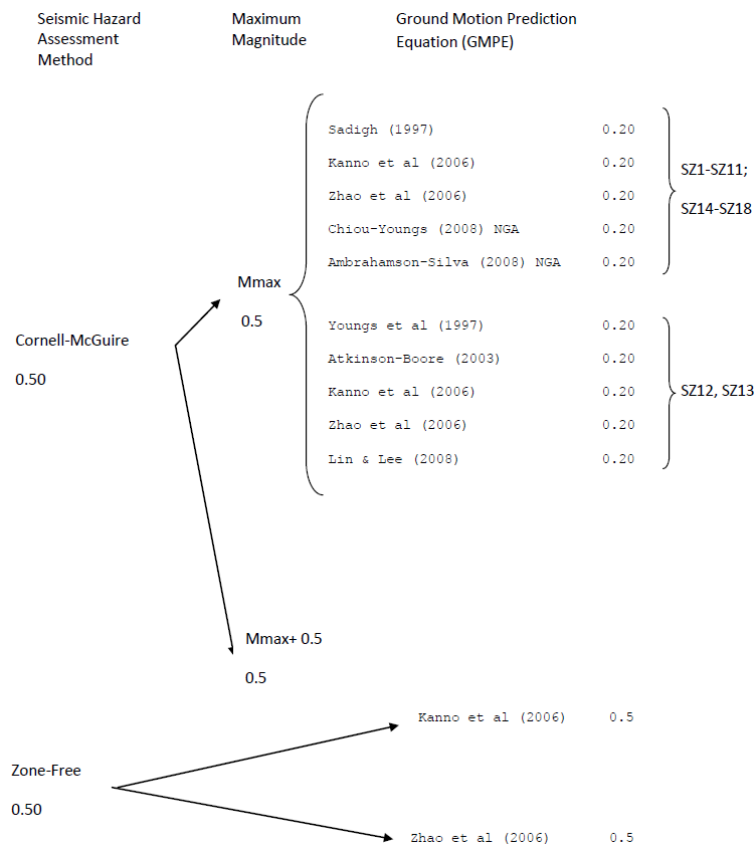 Seismic Hazard
Assessment
Method
Maximum
Magnitude
Ground Motion Prediction
Equation (GMPE)
Sadigh (1997) 0.20
Kanno et al (2006) 0.20
Zhao et al (2006) 0.20
Chiou-Youngs (2008) NGA 0.20
Ambrahamson-Silva (2008) NGA 0.20
SZ1-SZ11;
SZ14-SZ18
Mmax
0.5
Youngs et al (1997) 0.20
Atkinson-Boore (2003) 0.20
Kanno et al (2006) 0.20
Zhao et al (2006) 0.20
Lin & Lee (2008) 0.20
SZ12, SZ13
Cornell-McGuire
0.50
Mmax+ 0.5
0.5
Kanno et al (2006) 0.5
Zone-Free
0.50
Zhao et al (2006) 0.5